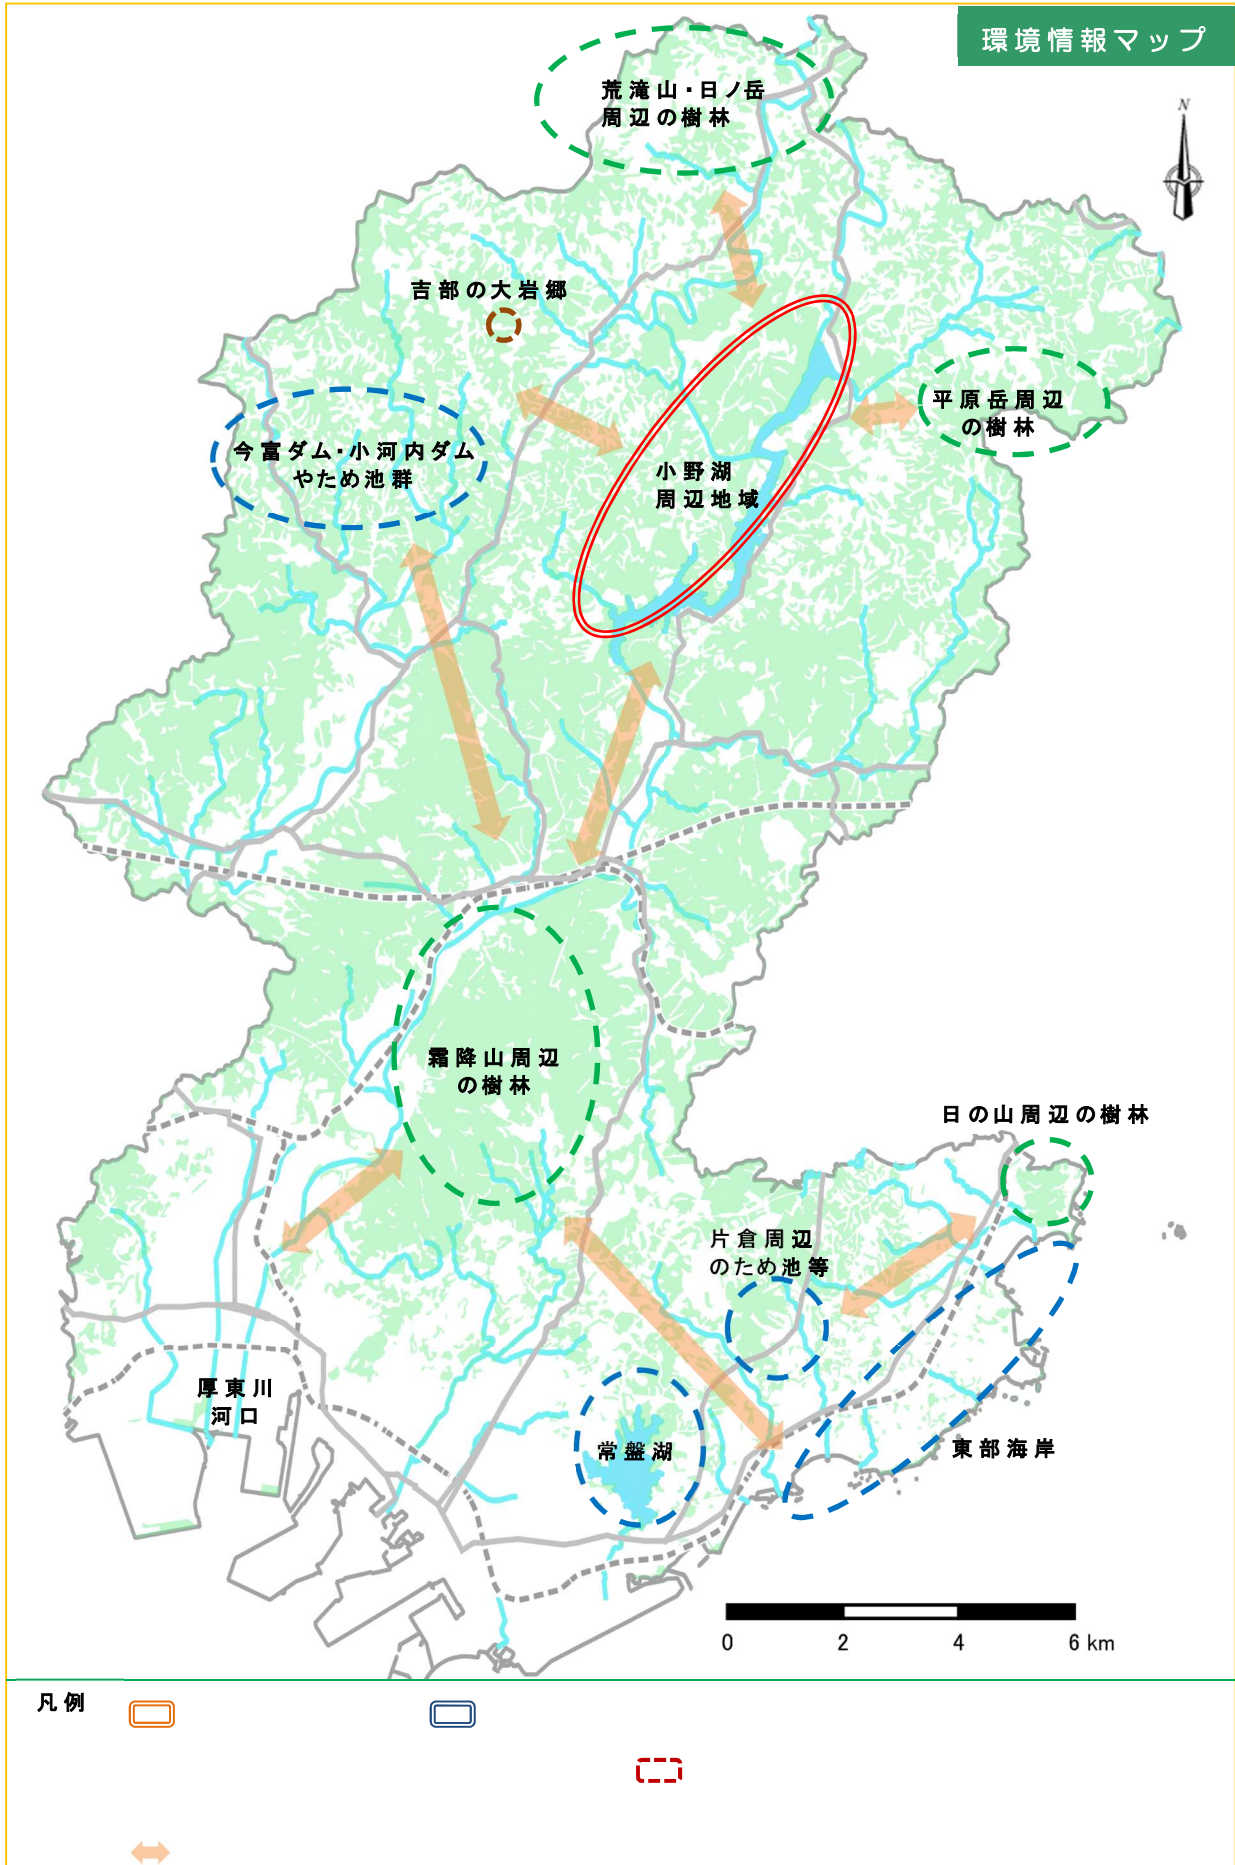 環境情報マップ
N
荒滝山・日ノ岳
周辺の樹林
吉部の大岩郷
平原岳周辺
の樹林
今富ダム・小河内ダム
やため池群
小野湖
周辺地域
霜降山周辺
の樹林
日の山周辺の樹林
片倉周辺
のため池等
厚東川
河口
常盤湖
東部海岸
0 2 4 6 km
凡例